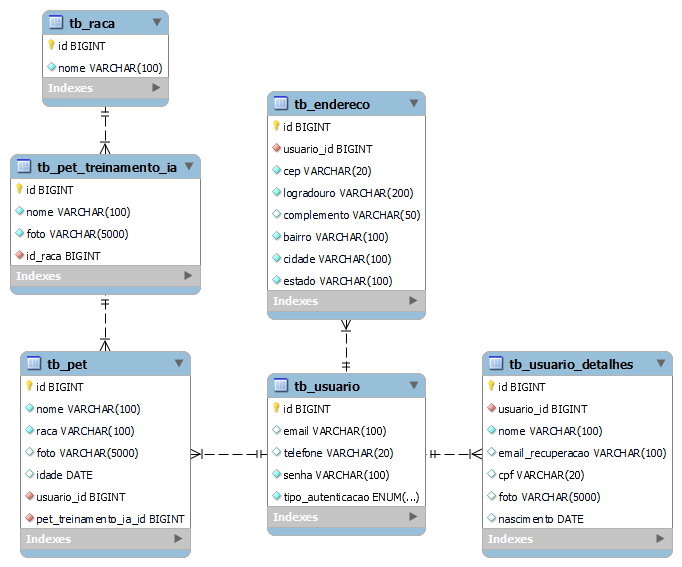 tb_raca
id BIGINT
nome VARCHAR(100)
Indexes
tb_pet_treinamento_ia
id BIGINT
nome VARCHAR(100)
foto VARCHAR(5000)
id_raca BIGINT
Indexes
tb_pet
id BIGINT
nome VARCHAR(100)
raca VARCHAR(100)
foto VARCHAR(5000)
idade DATE
usuario_id BIGINT
pet_treinamento_ia_id BIGINT
Indexes
tb_endereco
id BIGINT
usuario_id BIGINT
cep VARCHAR(20)
logradouro VARCHAR(200)
complemento VARCHAR(50)
bairro VARCHAR(100)
cidade VARCHAR(100)
estado VARCHAR(100)
Indexes
tb_usuario
id BIGINT
email VARCHAR(100)
telefone VARCHAR(20)
senha VARCHAR(100)
tipo_autenticacao ENUM(...)
Indexes
tb_usuario_detalhes
id BIGINT
usuario_id BIGINT
nome VARCHAR(100)
email_recuperacao VARCHAR(100)
cpf VARCHAR(20)
foto VARCHAR(5000)
nascimento DATE
Indexes